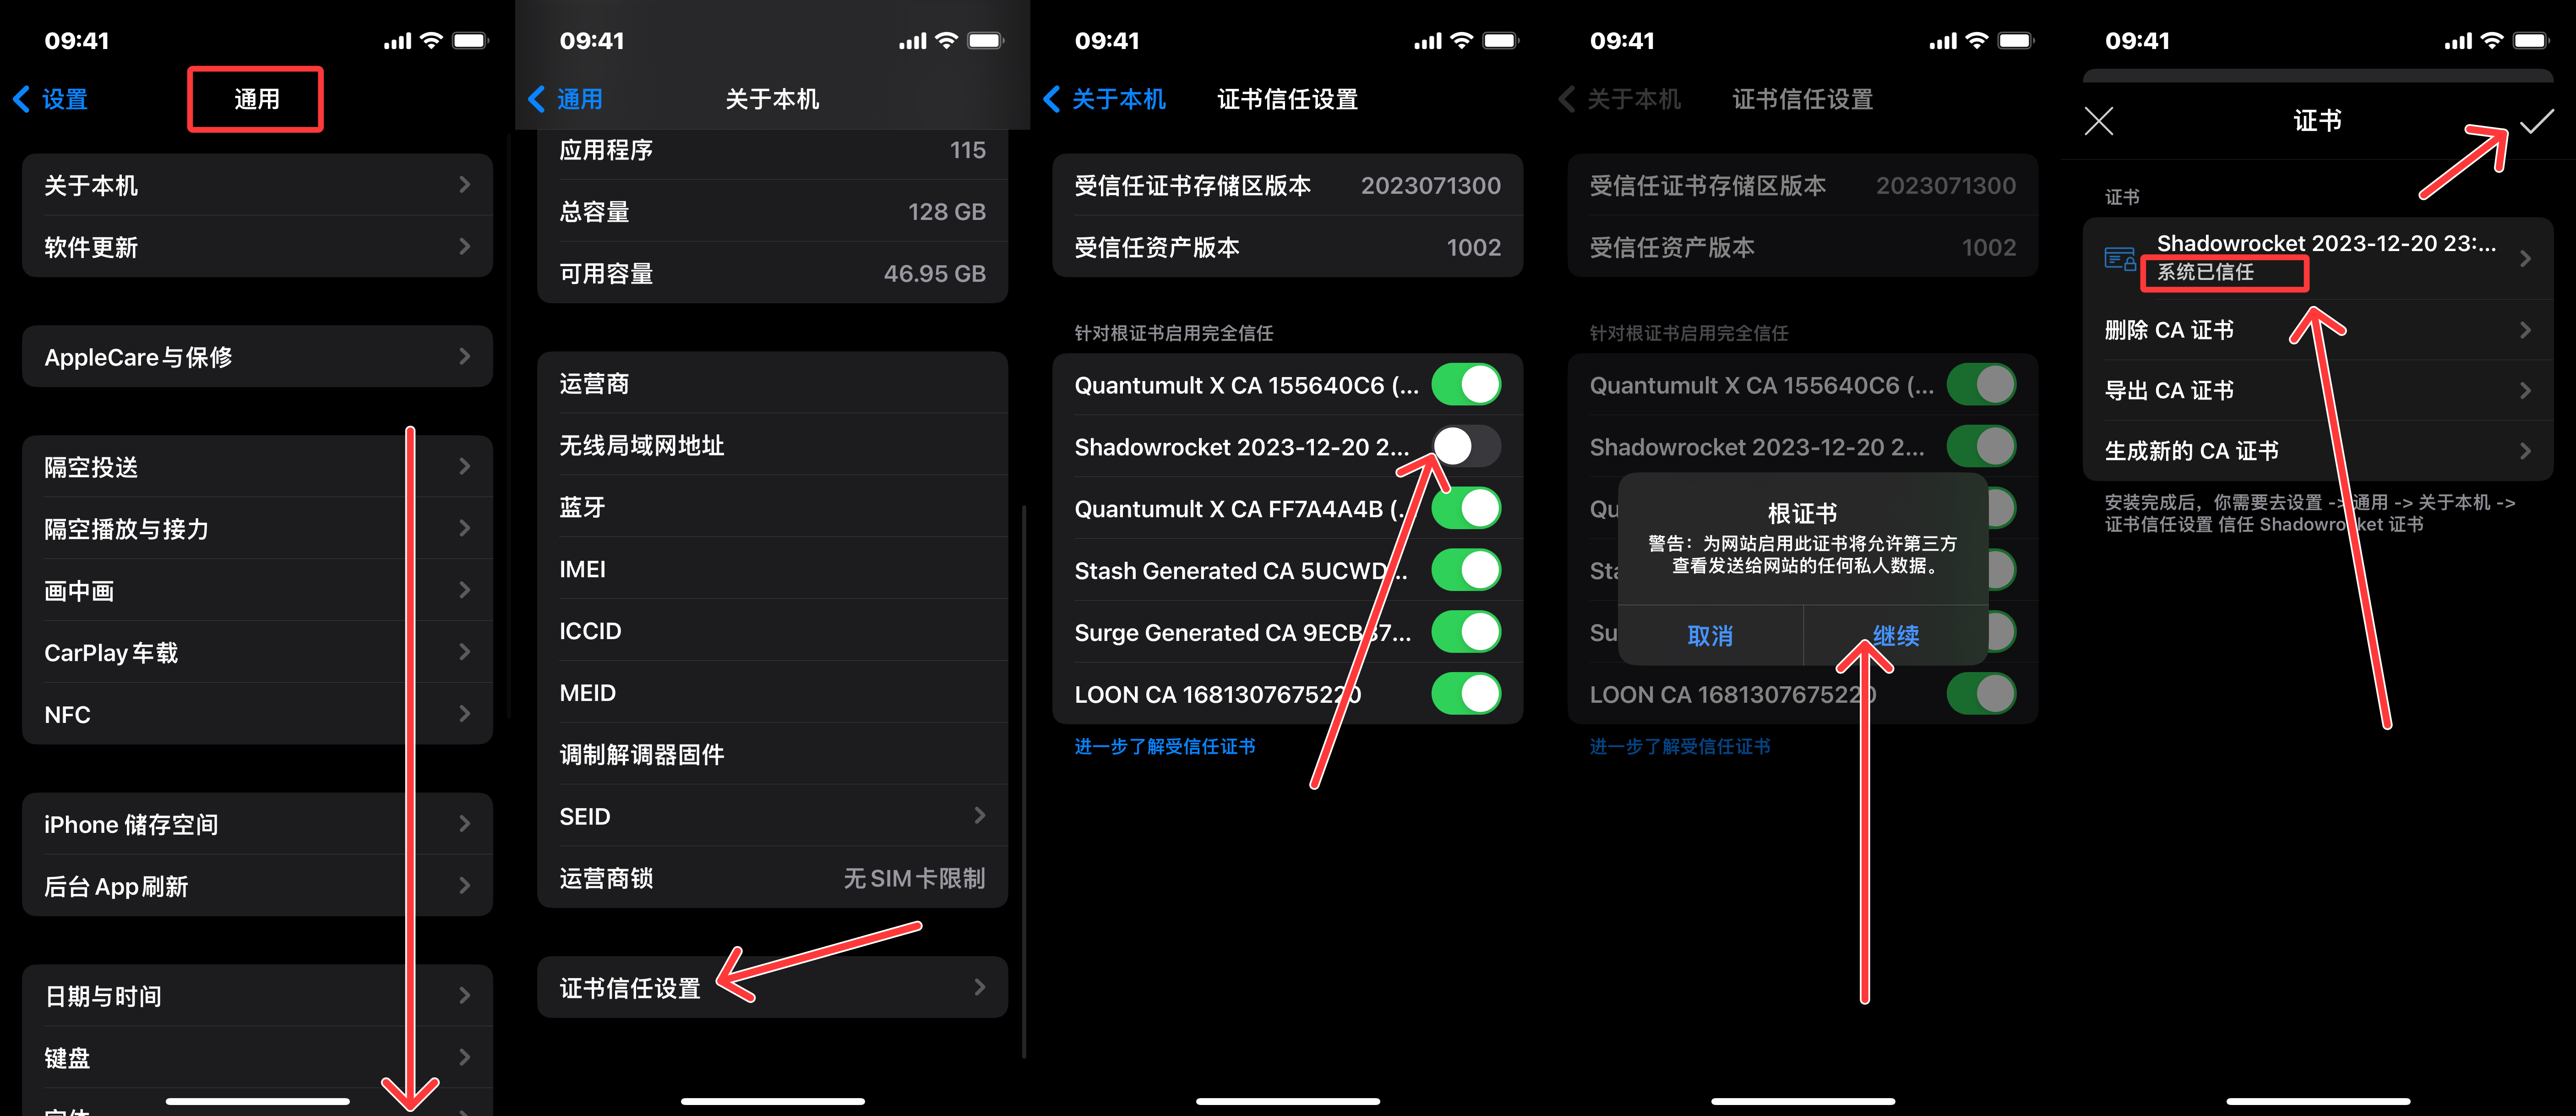 09:41
设置
通用
关于本机
软件更新
AppleCare与保修
隔空投送
隔空播放与接力
画中画
CarPlay车载
NFC
iPhone 储存空间
后台App刷新
日期与时间
键盘
09:41
通用
关于本机
应用程序 115
总容量 128 GB
可用容量 46.95 GB
运营商
无线局域网地址
蓝牙
IMEI
ICCID
MEID
调制解调器固件
SEID
运营商锁 无SIM卡限制
证书信任设置
09:41
关于本机
证书信任设置
受信任证书存储区版本 2023071300
受信任资产版本 1002
针对根证书启用完全信任
Quantumult X CA 155640C6 (...
Shadowrocket 2023-12-20 2...
Quantumult X CA FF7A4A4B (...
Stash Generated CA 5UCWD...
Surge Generated CA 9ECB37...
LOON CA 1681307675220
进一步了解受信任证书
09:41
关于本机
证书信任设置
受信任证书存储区版本 2023071300
受信任资产版本 1002
针对根证书启用完全信任
Quantumult X CA 155640C6 (...
Shadowrocket 2023-12-20 2...
Qu
根证书
警告：为网站启用此证书将允许第三方
查看发送给网站的任何私人数据。
Sta
Su
取消
继续
LOON CA 1681307675220
进一步了解受信任证书
09:41
证书
证书
Shadowrocket 2023-12-20 23:...
系统已信任
删除 CA 证书
导出 CA 证书
生成新的 CA 证书
安装完成后，你需要去设置 -> 通用 -> 关于本机 ->
证书信任设置 信任 Shadowrocket 证书